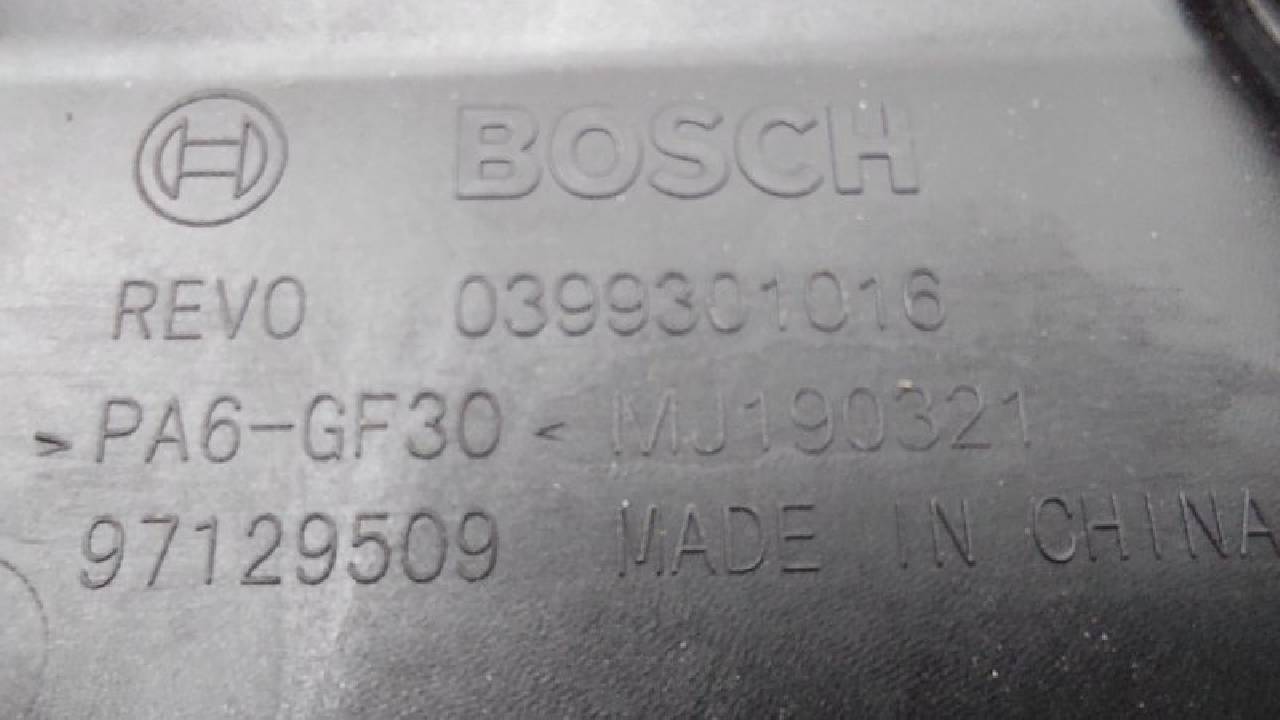 BOSCH
REVO 0399301016
>PA6-GF30< MJ190321
97129509 MADE IN CHINA